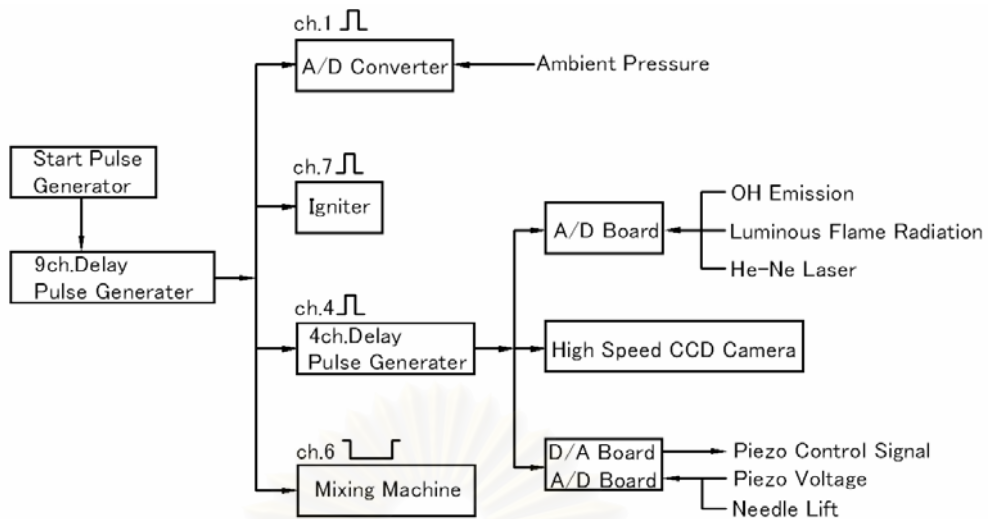 ch.1
A/D Converter
Ambient Pressure
Start Pulse
Generator
ch.7
Igniter
OH Emission
A/D Board
Luminous Flame Radiation
He-Ne Laser
9ch.Delay
Pulse Generater
ch.4
4ch.Delay
Pulse Generater
High Speed CCD Camera
ch.6
Mixing Machine
D/A Board
A/D Board
Piezo Control Signal
Piezo Voltage
Needle Lift